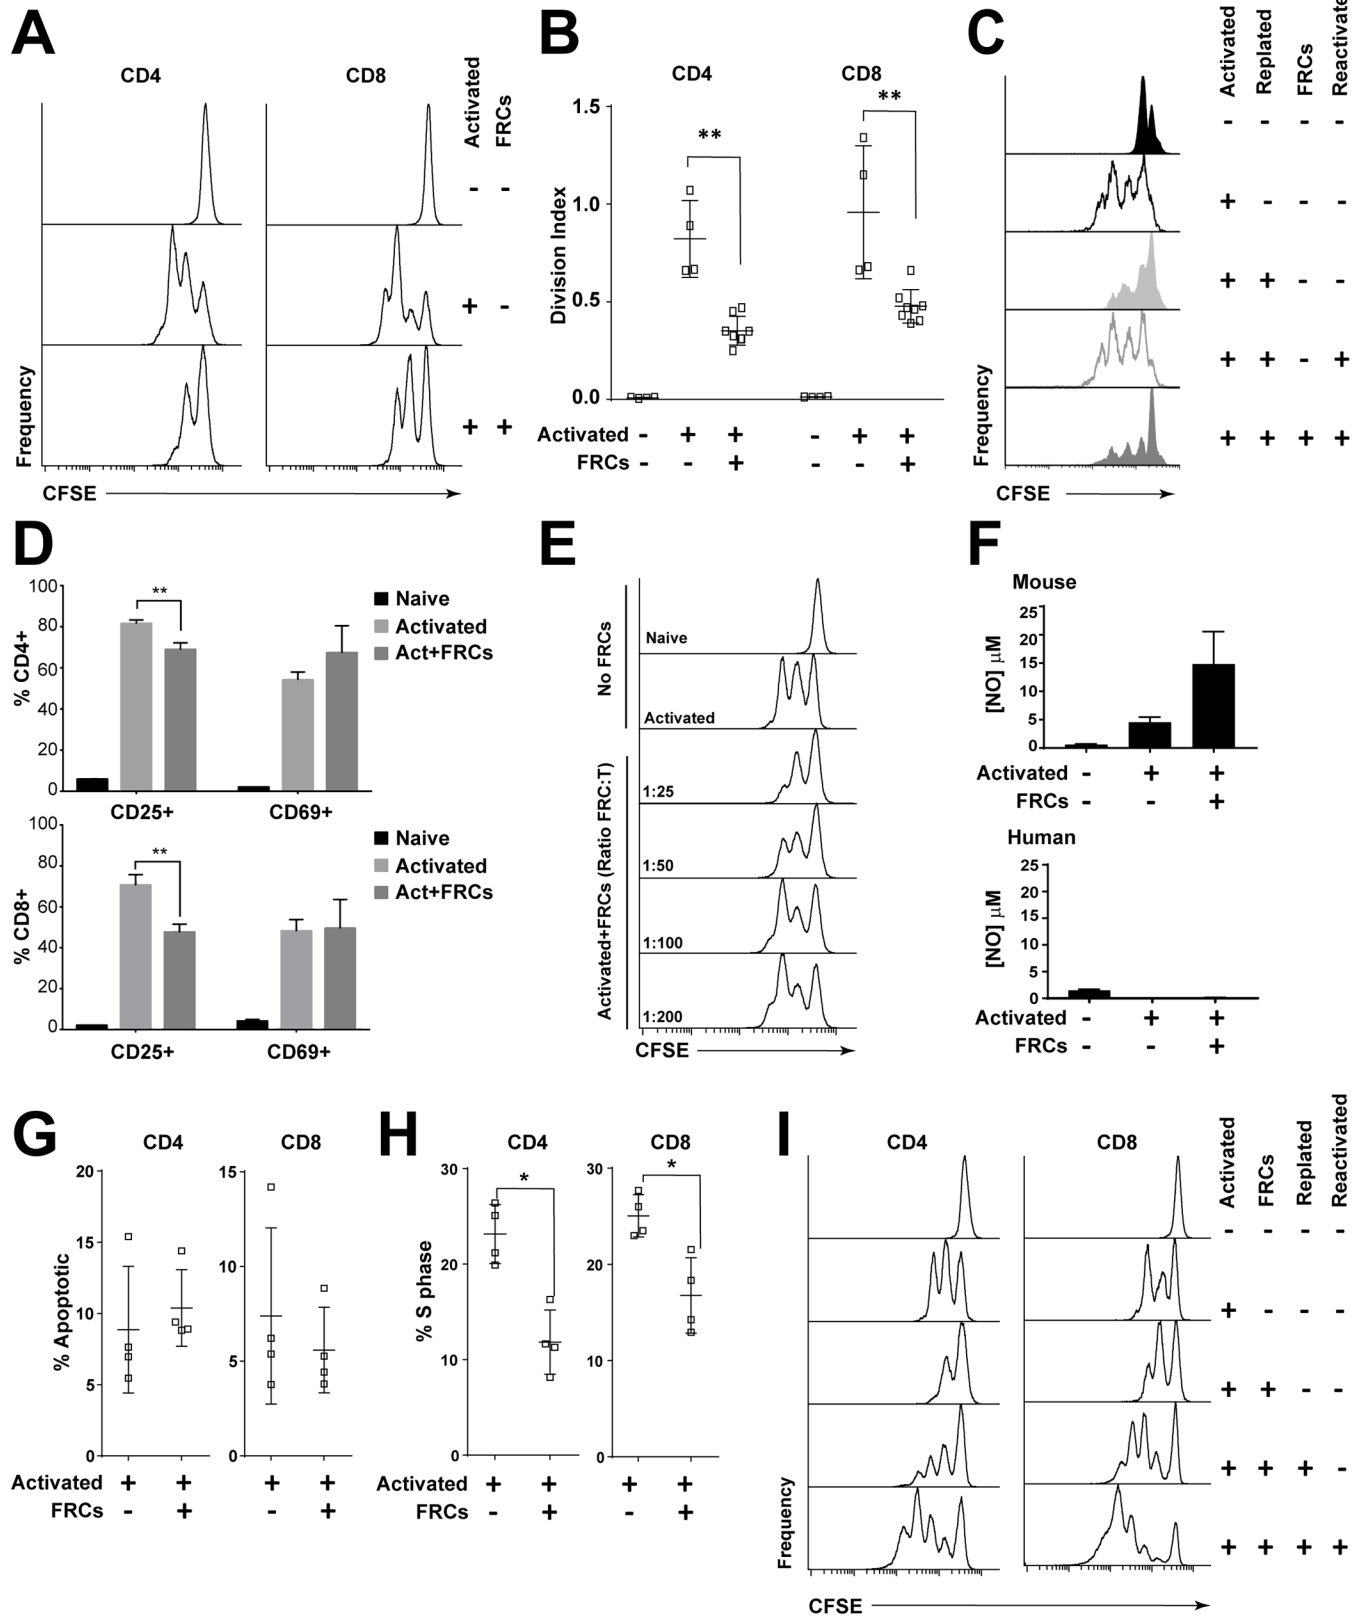 A
CD4
CD8
Activated
FRCs
- -
+ -
+ +
Frequency
CFSE
B
CD4
CD8
Division Index
1.5
1.0
0.5
0.0
**
**
Activated - + + - + +
FRCs - - + - - +
C
Activated
Replated
FRCs
Reactivate
- - - -
+ - - -
+ + - -
+ + - +
+ + + +
Frequency
CFSE
D
% CD4+
100
80
60
40
20
0
**
Naive
Activated
Act+FRCs
CD25+
CD69+
% CD8+
100
80
60
40
20
0
**
Naive
Activated
Act+FRCs
CD25+
CD69+
E
No FRCs
Naive
Activated
Activated+FRCs (Ratio FRC:T)
1:25
1:50
1:100
1:200
CFSE
F
Mouse
[NO] µM
25
20
15
10
5
0
Activated - + +
FRCs - - +
Human
[NO] µM
25
20
15
10
5
0
Activated - + +
FRCs - - +
G
CD4
CD8
% Apoptotic
20
15
10
5
0
15
10
5
0
Activated + + + +
FRCs - + - +
H
CD4
CD8
% S phase
30
20
10
0
30
20
10
0
*
*
Activated + + + +
FRCs - + - +
I
CD4
CD8
Activated
FRCs
Replated
Reactivated
- - - -
+ - - -
+ + - -
+ + + -
+ + + +
Frequency
CFSE